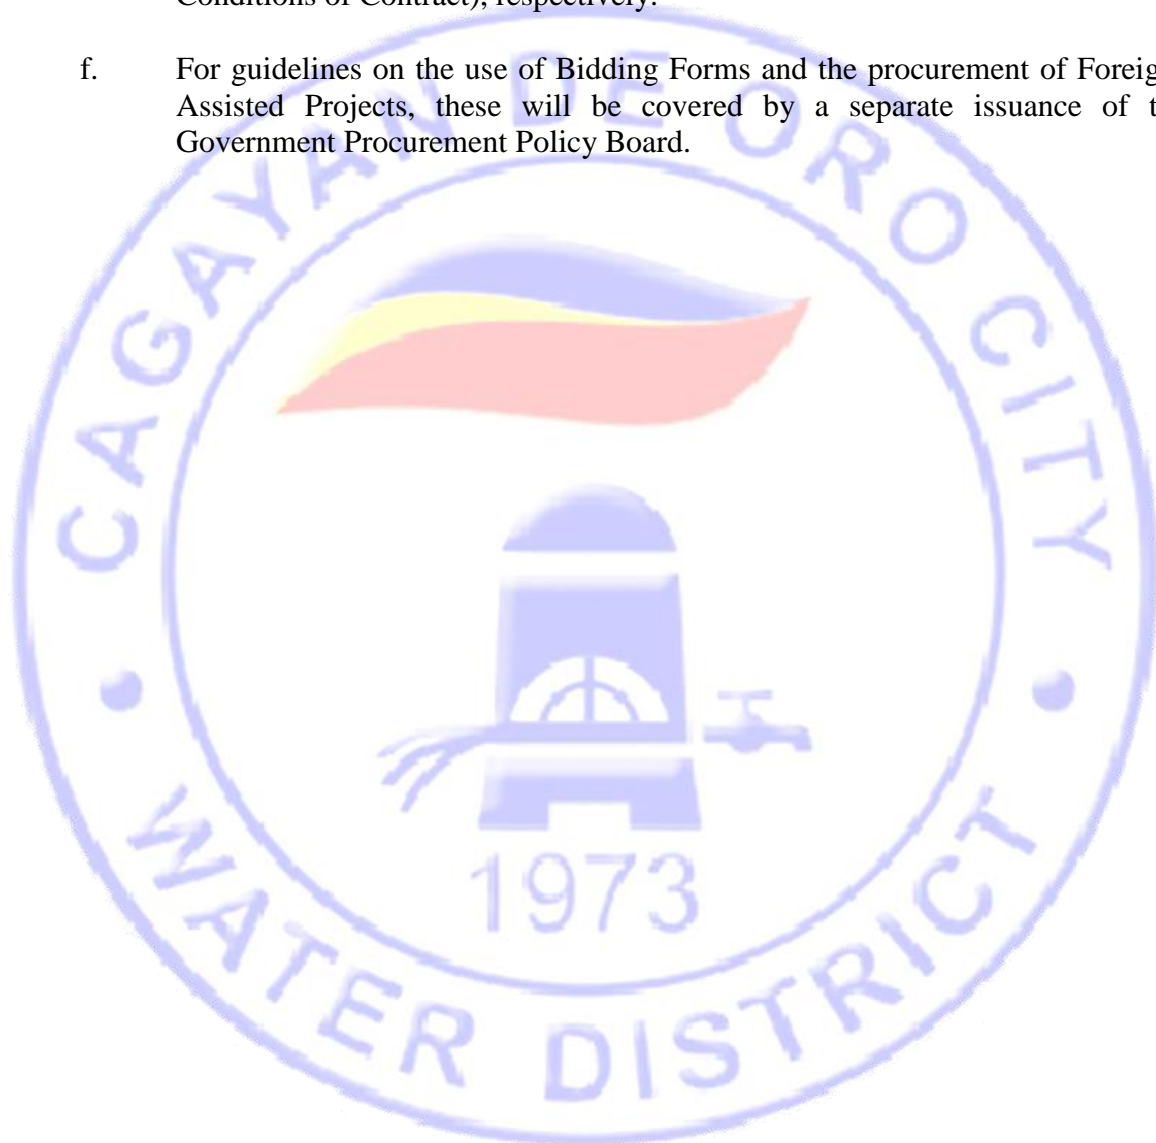 Conditions of Contract), respectively.
f. For guidelines on the use of Bidding Forms and the procurement of Foreig
Assisted Projects, these will be covered by a separate issuance of t
Government Procurement Policy Board.
CAGAYAN DE ORO CITY
1973
WATER DISTRICT